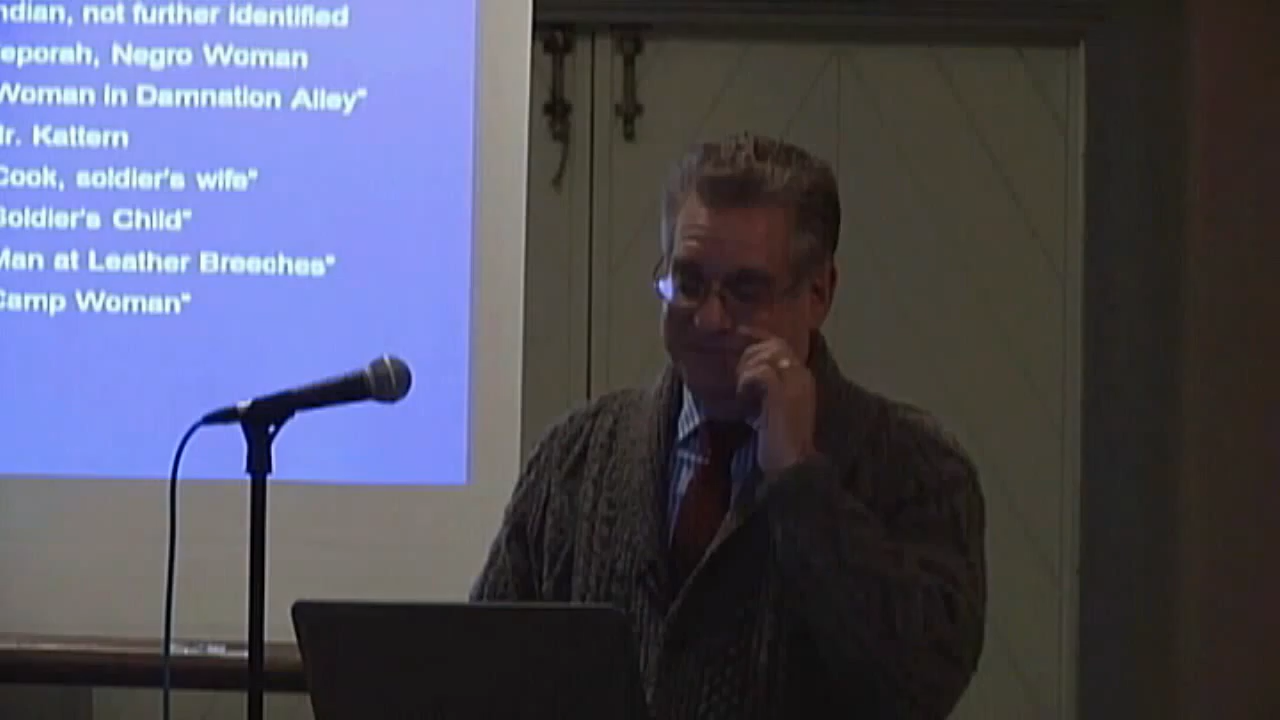 ndian, not further identified
eporah, Negro Woman
Woman in Damnation Alley"
r. Kattern
Cook, soldier's wife"
Soldier's Child"
Man at Leather Breeches"
Camp Woman"